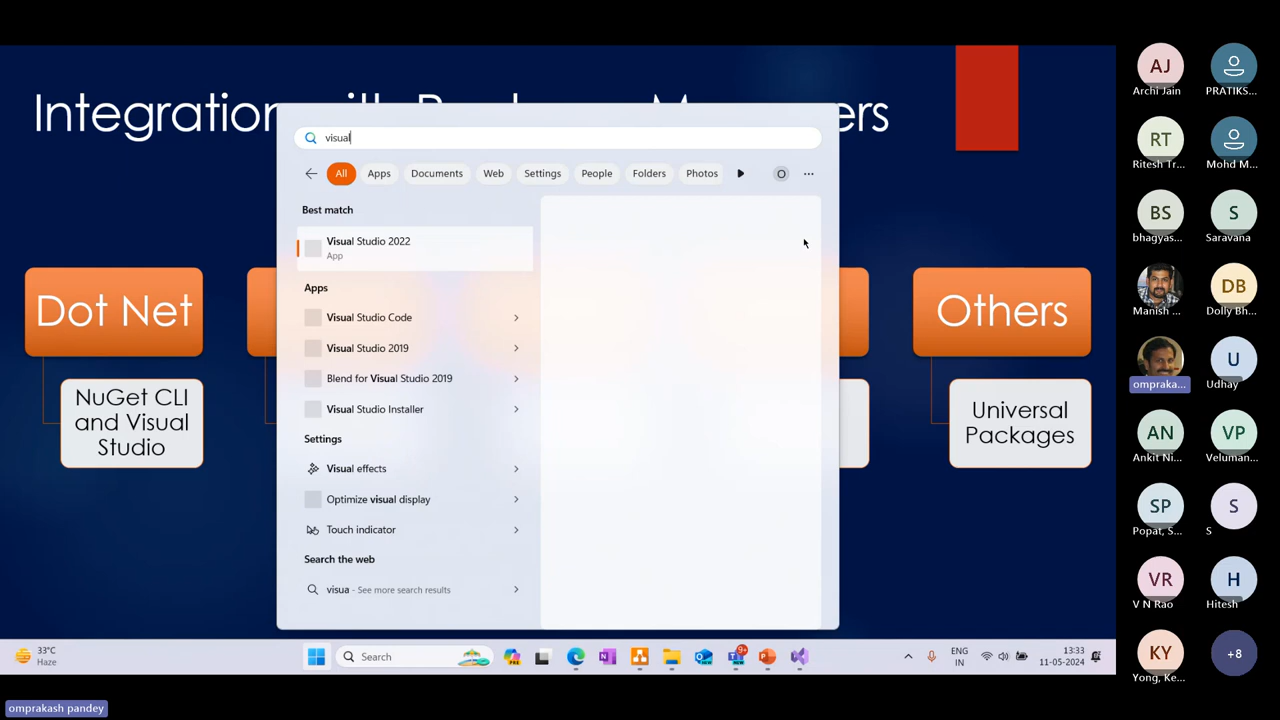 Integration
ers
visual
All
Apps
Documents
Web
Settings
People
Folders
Photos
O
Best match
Visual Studio 2022
App
Apps
Visual Studio Code
Visual Studio 2019
Blend for Visual Studio 2019
Visual Studio Installer
Settings
Visual effects
Optimize visual display
Touch indicator
Search the web
visua - See more search results
Dot Net
NuGet CLI
and Visual
Studio
Others
Universal
Packages
33°C
Haze
Search
PRE
NEW
NEW
9+
ENG
IN
13:33
11-05-2024
omprakash pandey
AJ
Archi Jain
PRATIKS...
RT
Ritesh Tr...
Mohd M...
BS
bhagyas...
S
Saravana
Manish ...
DB
Dolly Bh...
ompraka...
U
Udhay
AN
Ankit Ni...
VP
Veluman...
SP
Popat, S...
S
S
VR
V N Rao
H
Hitesh
KY
Yong, Ke...
+8